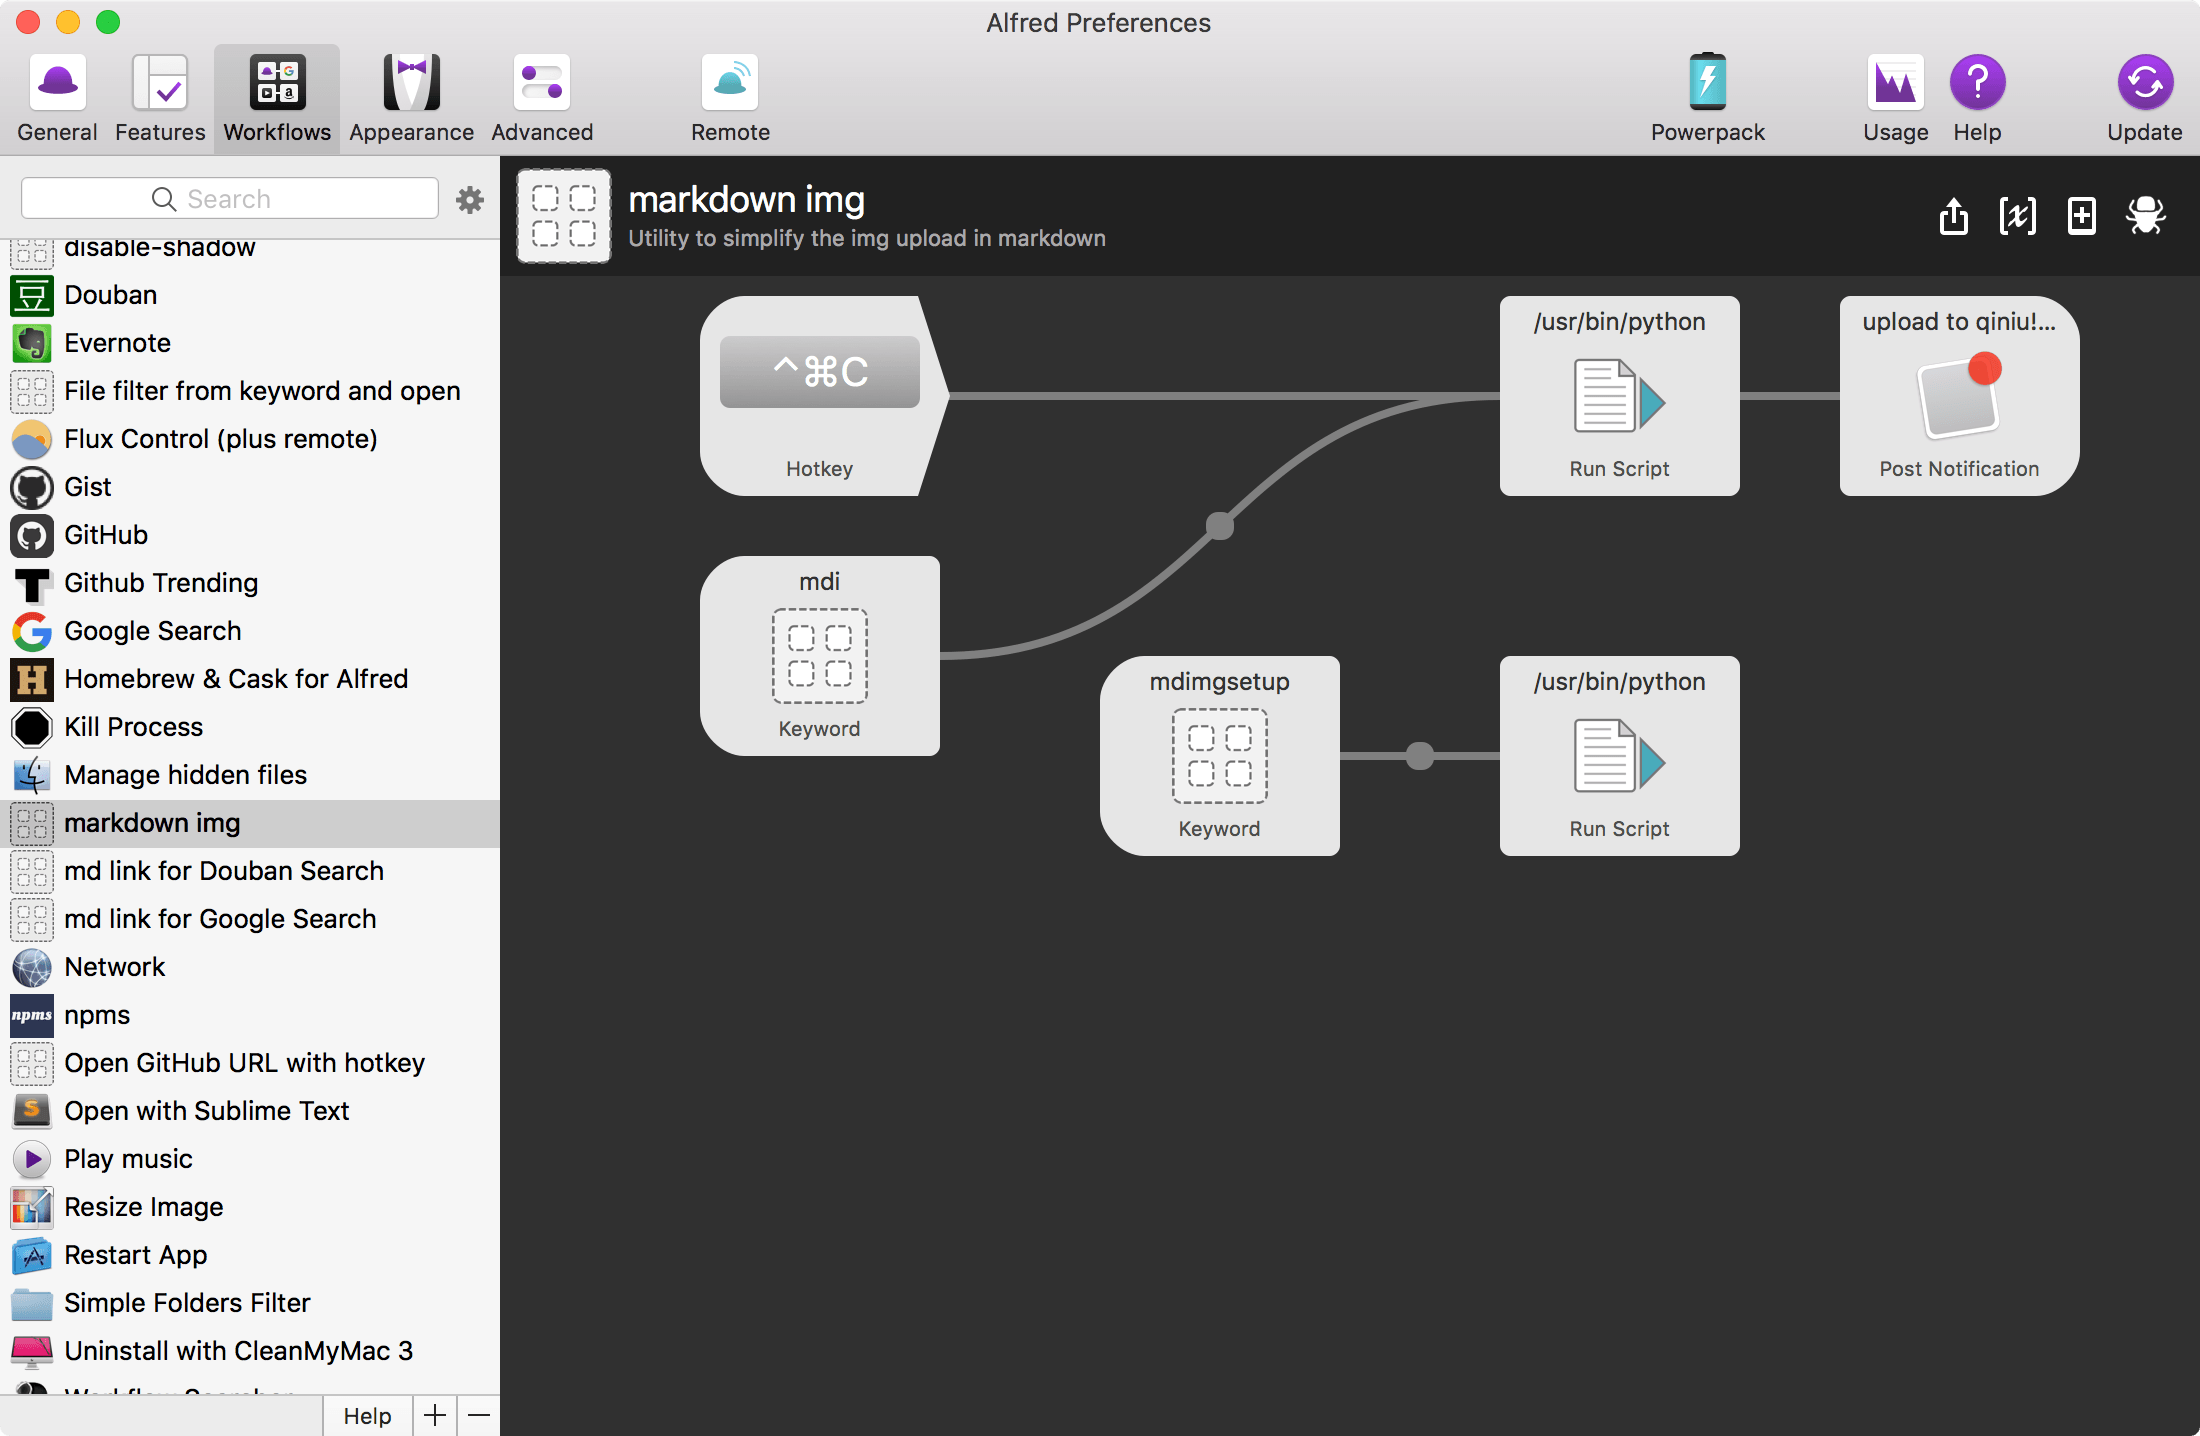 Alfred Preferences
General
Features
Workflows
Appearance
Advanced
Remote
Powerpack
Usage
Help
Update
Search
disable-shadow
豆
Douban
Evernote
File filter from keyword and open
Flux Control (plus remote)
Gist
GitHub
Github Trending
Google Search
Homebrew & Cask for Alfred
Kill Process
Manage hidden files
markdown img
md link for Douban Search
md link for Google Search
Network
npms
npms
Open GitHub URL with hotkey
Open with Sublime Text
Play music
Resize Image
Restart App
Simple Folders Filter
Uninstall with CleanMyMac 3
Workflow Searcher
Help
markdown img
Utility to simplify the img upload in markdown
^⌘C
Hotkey
/usr/bin/python
Run Script
upload to qiniu!...
Post Notification
mdi
Keyword
mdimgsetup
Keyword
/usr/bin/python
Run Script